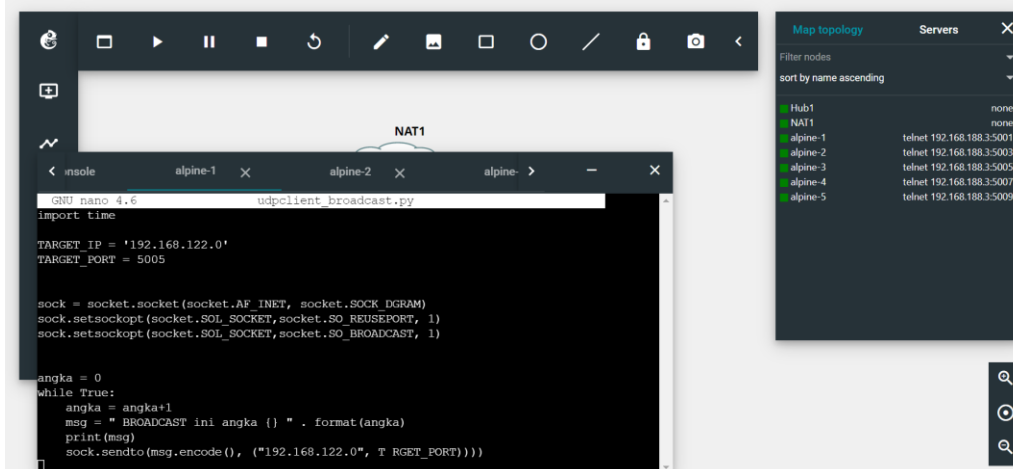 Map topology Servers
Filter nodes
sort by name ascending
Hub1 none
NAT1 none
alpine-1 telnet 192.168.188.3:5001
alpine-2 telnet 192.168.188.3:5003
alpine-3 telnet 192.168.188.3:5005
alpine-4 telnet 192.168.188.3:5007
alpine-5 telnet 192.168.188.3:5009
NAT1
onsole alpine-1 alpine-2 alpine-
GNU nano 4.6 udpclient_broadcast.py
import time
TARGET_IP = '192.168.122.0'
TARGET_PORT = 5005
sock = socket.socket(socket.AF_INET, socket.SOCK_DGRAM)
sock.setsockopt(socket.SOL_SOCKET,socket.SO_REUSEPORT, 1)
sock.setsockopt(socket.SOL_SOCKET,socket.SO_BROADCAST, 1)
angka = 0
while True:
angka = angka+1
msg = " BROADCAST ini angka {} " . format(angka)
print(msg)
sock.sendto(msg.encode(), ("192.168.122.0", T RGET_PORT))))